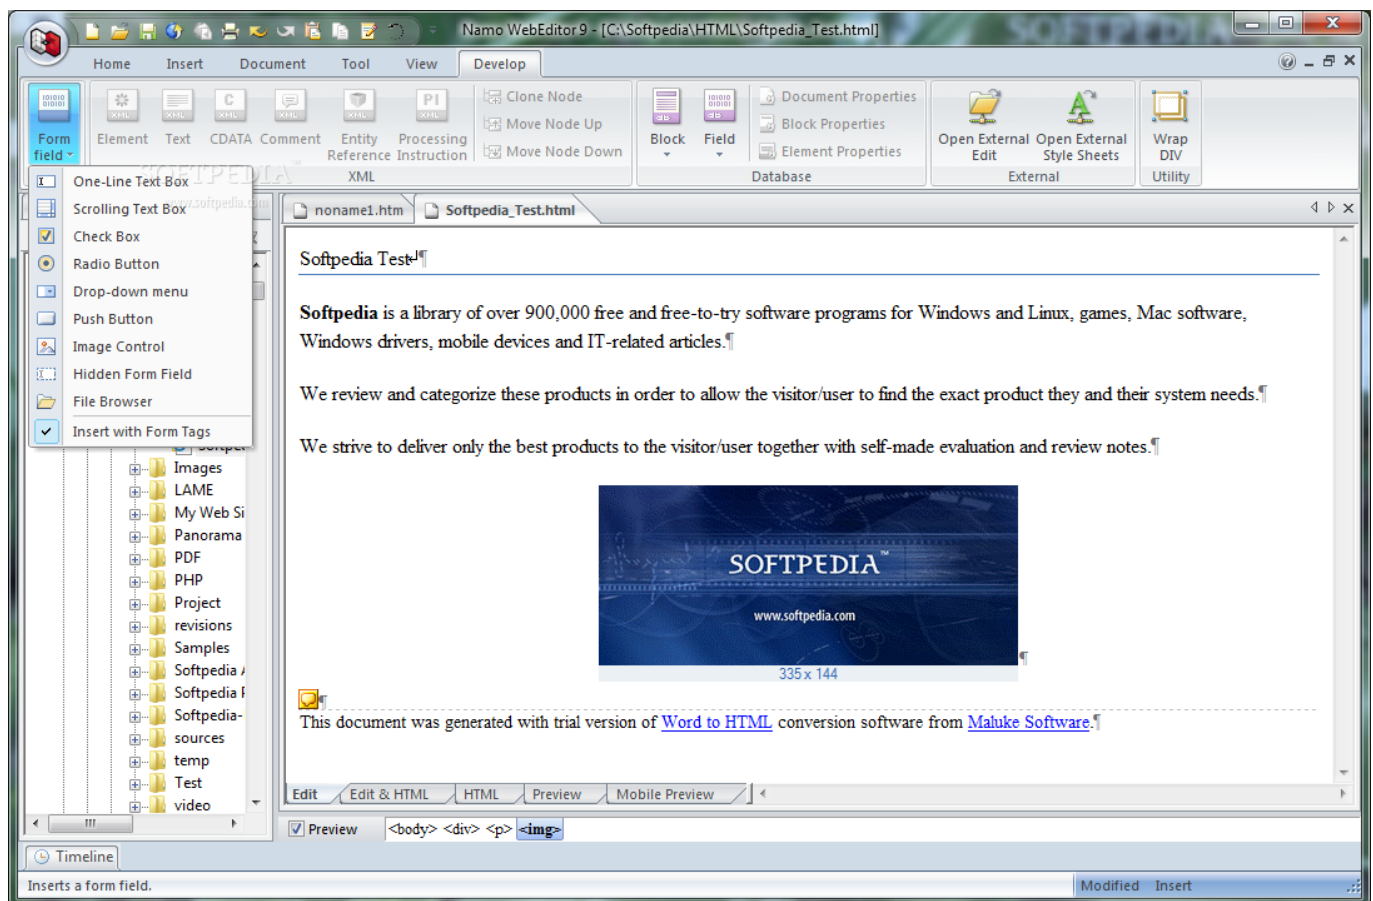 Namo WebEditor 9 - [C:\Softpedia\HTML\Softpedia_Test.html]
Home Insert Document Tool View Develop
Form field
Element Text CDATA Comment Entity Reference Processing Instruction
Clone Node
Move Node Up
Move Node Down
XML
Block Field
Document Properties
Block Properties
Element Properties
Database
Open External Edit Open External Style Sheets
External
Wrap DIV
Utility
SOFTPEDIA
www.softpedia.com
One-Line Text Box
Scrolling Text Box
Check Box
Radio Button
Drop-down menu
Push Button
Image Control
Hidden Form Field
File Browser
Insert with Form Tags
Images
LAME
My Web Si
Panorama
PDF
PHP
Project
revisions
Samples
Softpedia
Softpedia
Softpedia-
sources
temp
Test
video
noname1.htm Softpedia_Test.html
Softpedia Test
Softpedia is a library of over 900,000 free and free-to-try software programs for Windows and Linux, games, Mac software,
Windows drivers, mobile devices and IT-related articles.¶
We review and categorize these products in order to allow the visitor/user to find the exact product they and their system needs.¶
We strive to deliver only the best products to the visitor/user together with self-made evaluation and review notes.¶
SOFTPEDIA™
www.softpedia.com
335 x 144
This document was generated with trial version of Word to HTML conversion software from Maluke Software.¶
Edit Edit & HTML HTML Preview Mobile Preview
Preview <body> <div> <p> <img>
Timeline
Inserts a form field.
Modified Insert